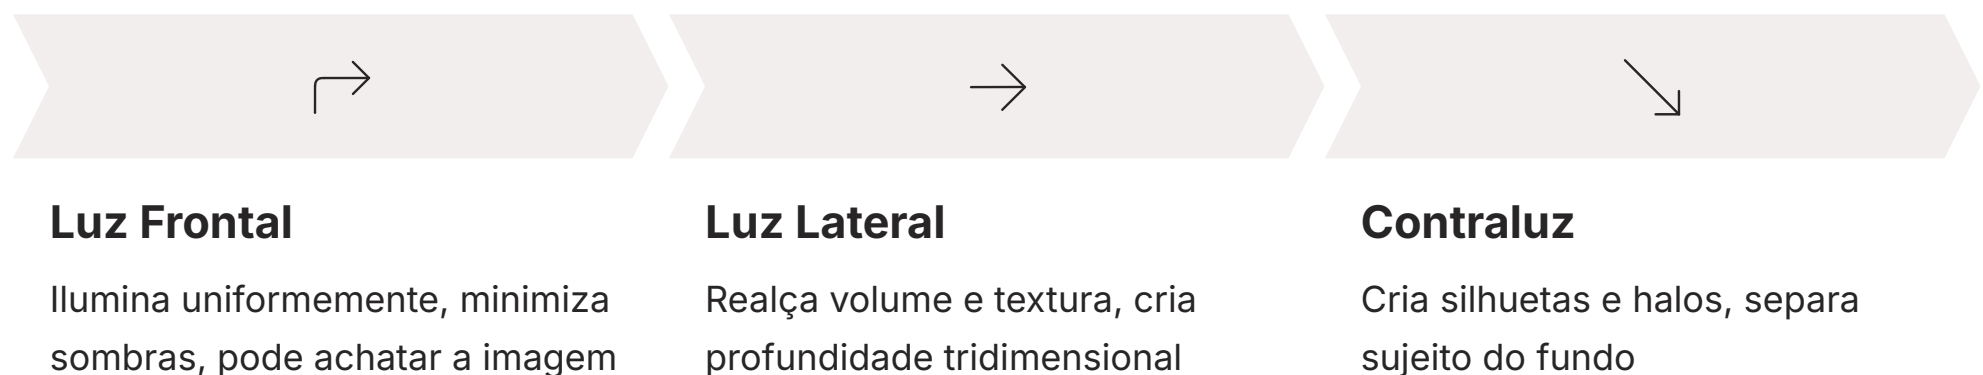 Luz Frontal
Ilumina uniformemente, minimiza
sombras, pode achatar a imagem
Luz Lateral
Realça volume e textura, cria
profundidade tridimensional
Contraluz
Cria silhuetas e halos, separa
sujeito do fundo